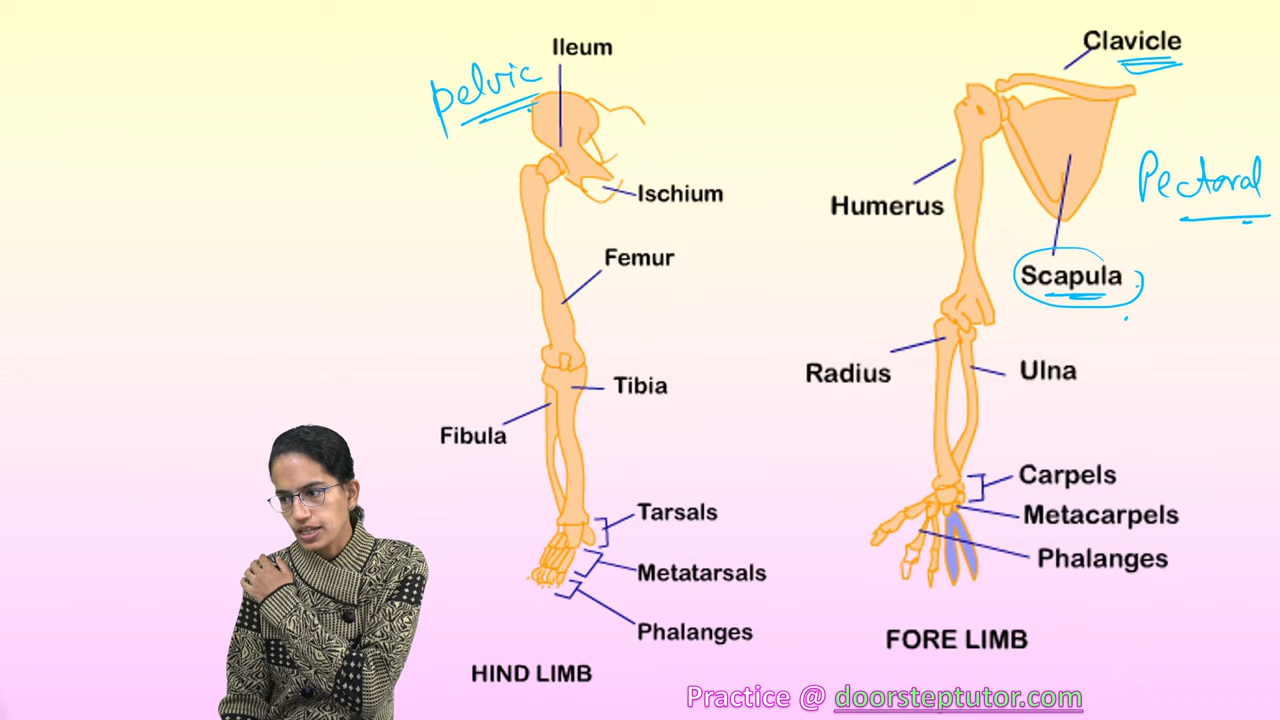 Ileum
pelvic
Ischium
Femur
Tibia
Fibula
Tarsals
Metatarsals
Phalanges
HIND LIMB
Clavicle
Pectoral
Humerus
Scapula
Radius
Ulna
Carpels
Metacarpels
Phalanges
FORE LIMB
Practice @ doorsteptutor.com